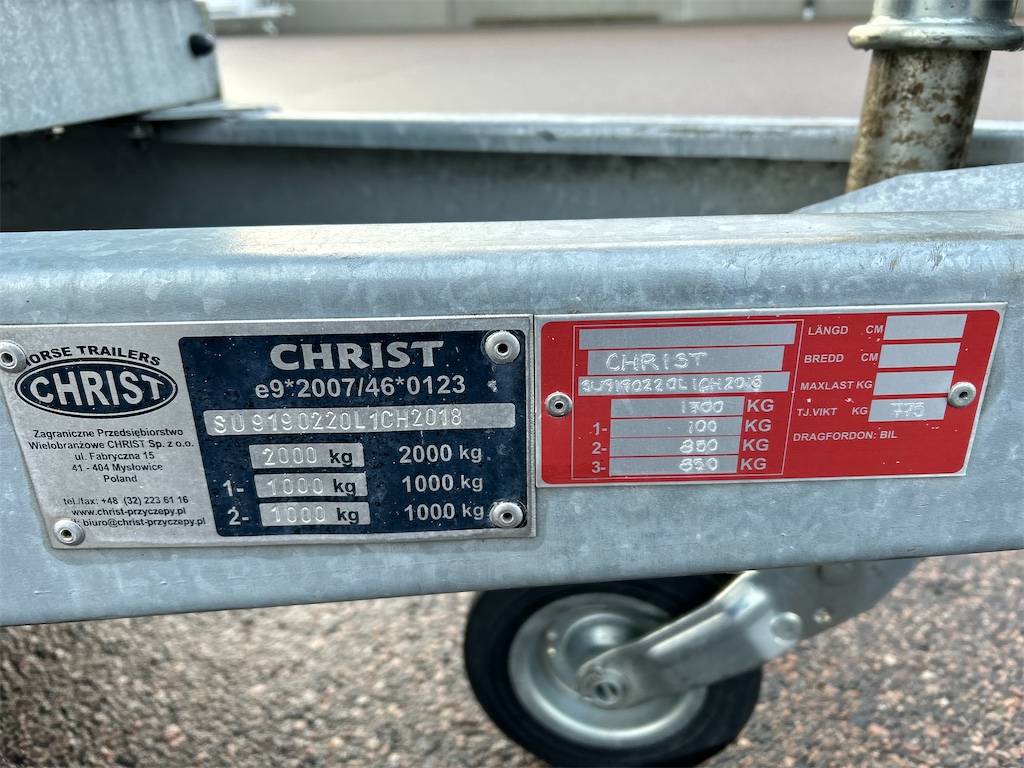 HORSE TRAILERS
CHRIST
Zagraniczne Przedsiębiorstwo
Wielobranżowe CHRIST Sp. z o.o.
ul. Fabryczna 15
41 - 404 Mysłowice
Poland
tel./fax: +48 (32) 223 61 16
www.christ-przyczepy.pl
biuro@christ-przyczepy.pl
CHRIST
e9*2007/46*0123
SU9190220L1CH2018
2000 kg 2000 kg
1- 1000 kg 1000 kg
2- 1000 kg 1000 kg
CHRIST
SU9190220L1CH2018
1300 KG
1- 100 KG
2- 850 KG
3- 850 KG
LÄNGD CM
BREDD CM
MAXLAST KG
TJ.VIKT KG 775
DRAGFORDON: BIL